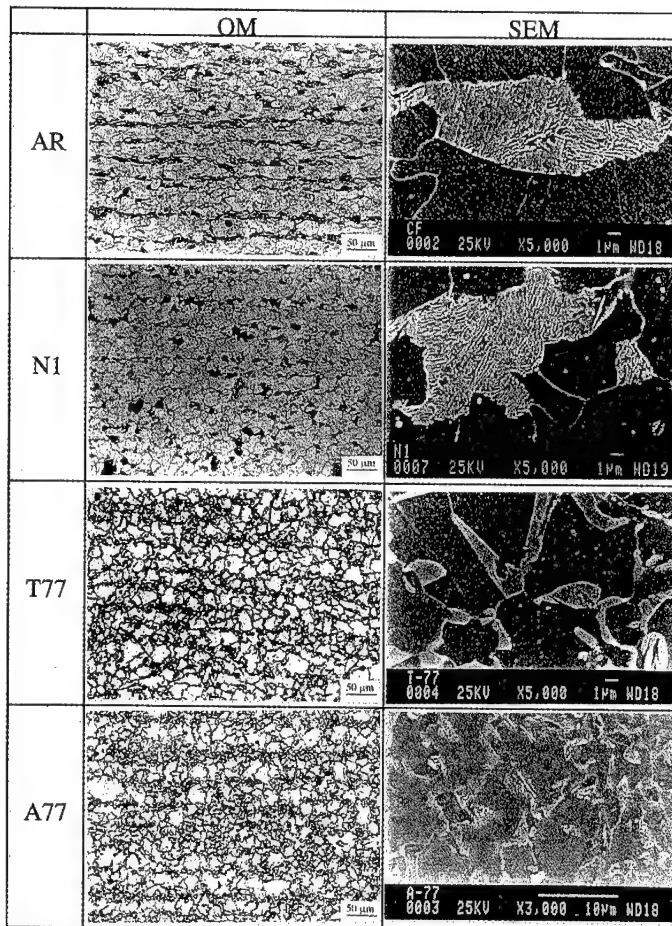 OM SEM
AR
50 µm
CF
0002 25KV X5,000 1µm WD18
N1
50 µm
N1
0007 25KV X5,000 1µm WD19
T77
50 µm
T-77
0004 25KV X5,000 1µm WD18
A77
50 µm
A-77
0003 25KV X3,000 10µm WD18